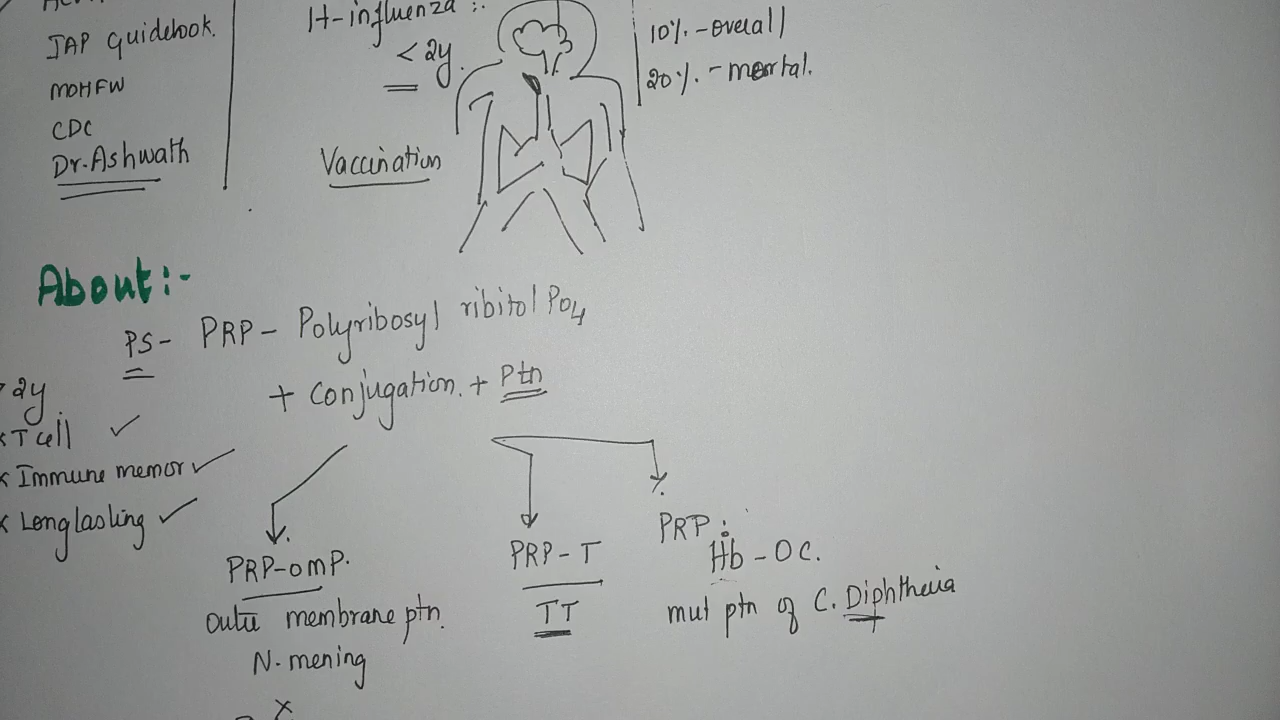 IAP guidebook.
MOHFW
CDC
Dr. Ashwath
H-influenza :.
< 2y.
Vaccination
10%. - overall
20%. - mortal.
About:-
PS- PRP - Polyribosyl ribitol PO4
+ conjugation. + Ptn
2y
T cell ✓
Immune memor ✓
Long lasting ✓
PRP-OMP.
Outer membrane ptn.
N. mening
PRP-T
TT
PRP:
Hb-OC.
mut ptn of C. Diphtheria
x